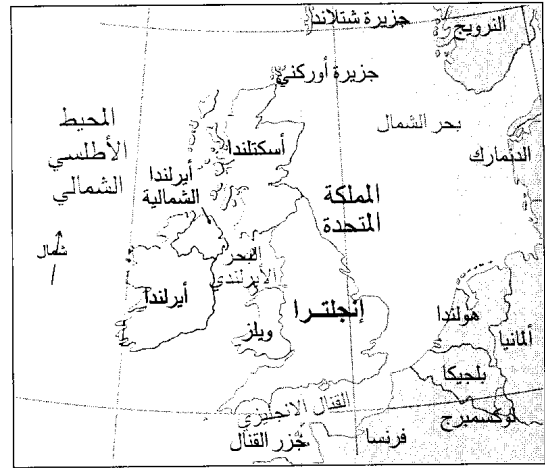 جزيرة شتلاند
النرويج
جزيرة أوركني
المحيط
الأطلسي
الشمالي
بحر الشمال
أسكتلندا
الدنمارك
أيرلندا
الشمالية
المملكة
المتحدة
شمال
البحر
الأيرلندي
أيرلندا
ويلز
إنجلترا
هولندا
ألمانيا
بلجيكا
القنال الانجليزي
لوكسمبرج
جزر القنال
فرنسا